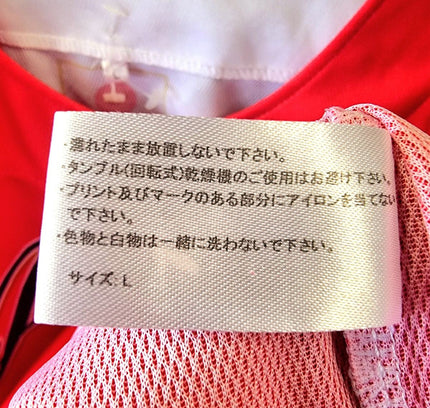 ・濡れたまま放置しないで下さい。
・タンブル(回転式)乾燥機のご使用はお避け下さい。
・プリント及びマークのある部分にアイロンを当てない
で下さい。
・色物と白物は一緒に洗わないで下さい。
サイズ: L